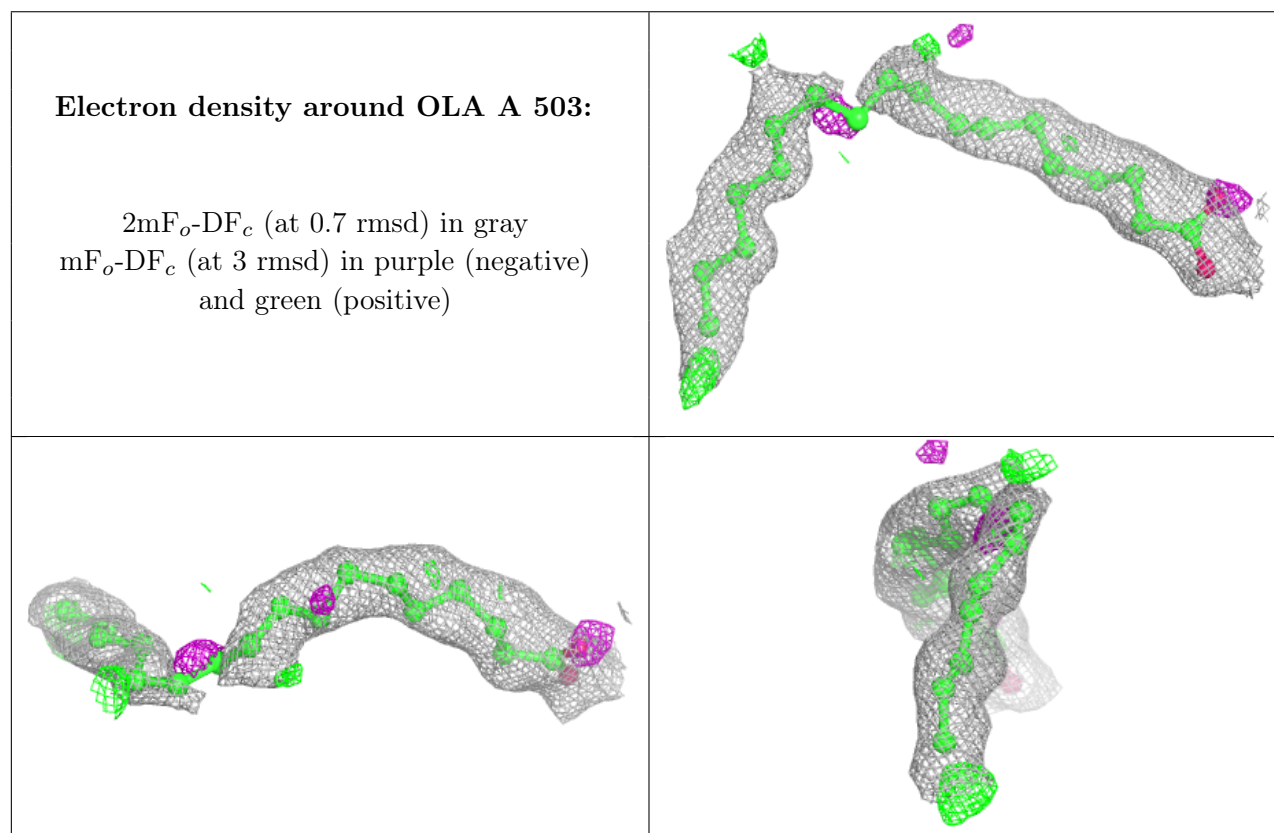 Electron density around OLA A 503:
2mFo-DFc (at 0.7 rmsd) in gray
mFo-DFc (at 3 rmsd) in purple (negative)
and green (positive)